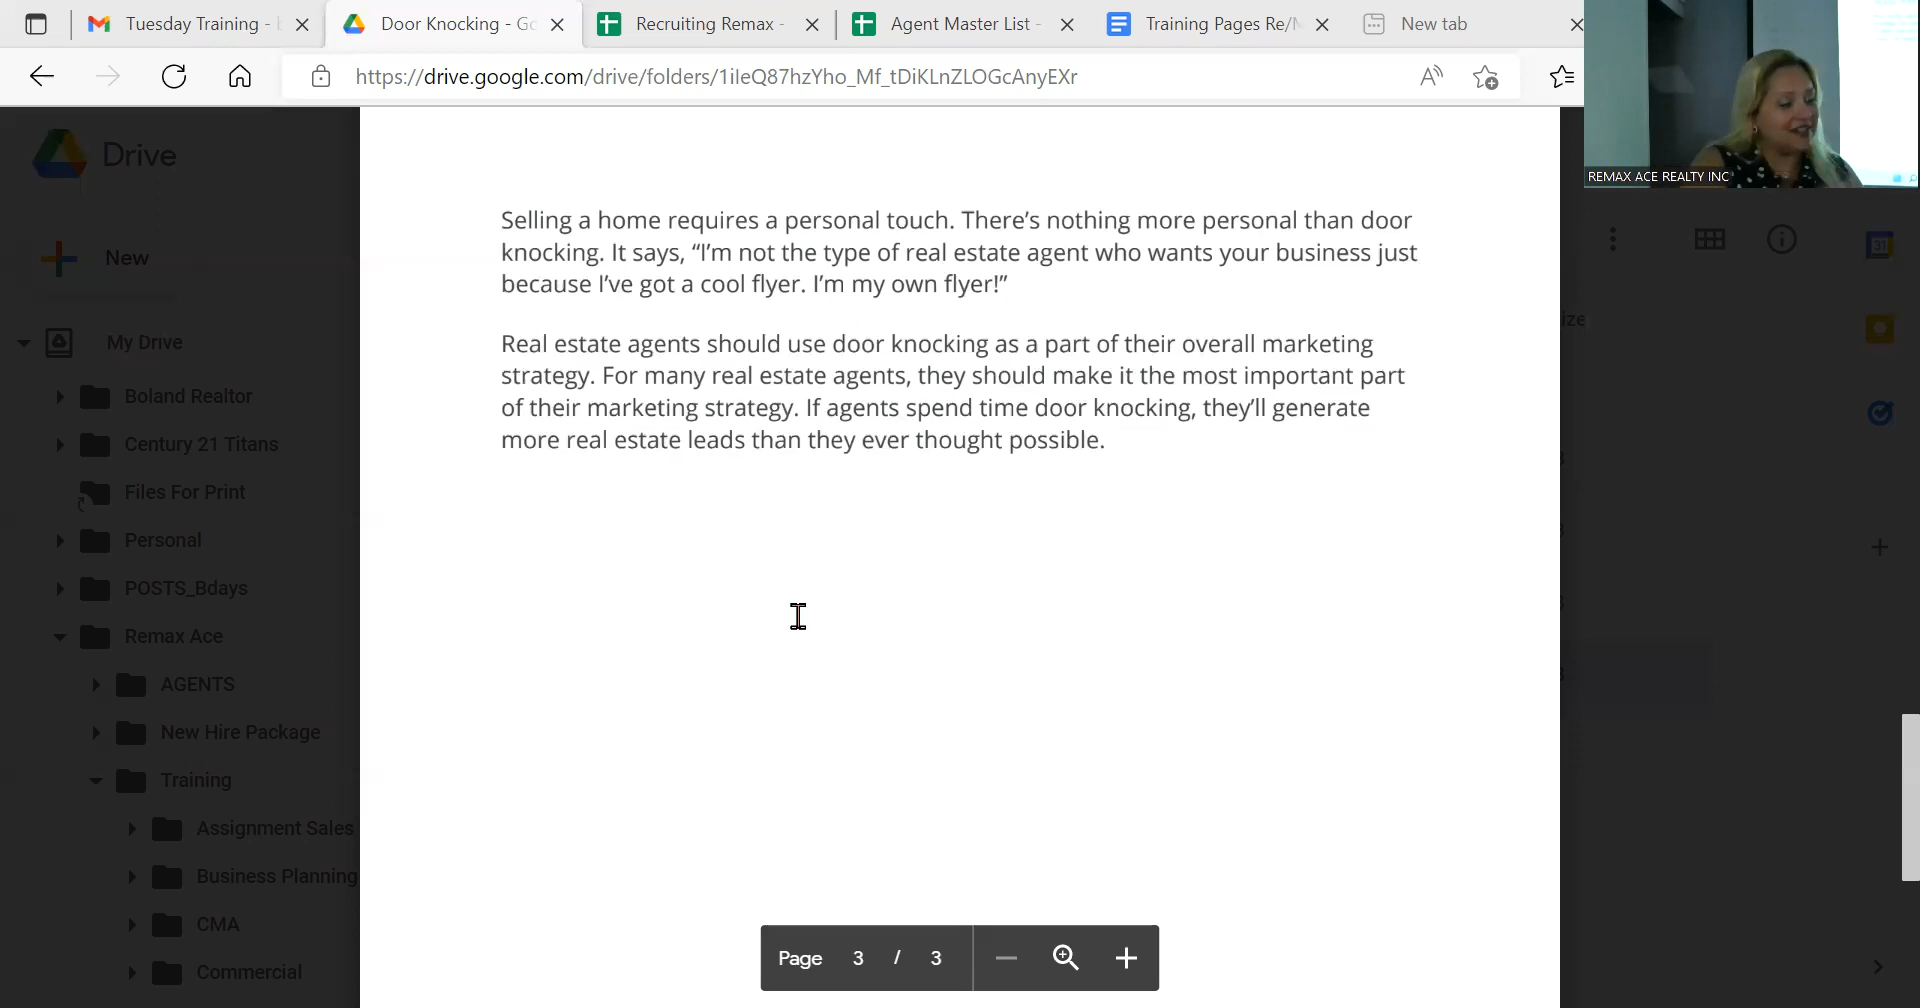 Tuesday Training -
Door Knocking - Go
Recruiting Remax -
Agent Master List -
Training Pages Re/M
New tab
https://drive.google.com/drive/folders/1iIeQ87hzYho_Mf_tDiKLnZLOGcAnyEXr
REMAX ACE REALTY INC
Drive
New
My Drive
Boland Realtor
Century 21 Titans
Files For Print
Personal
POSTS_Bdays
Remax Ace
AGENTS
New Hire Package
Training
Assignment Sales
Business Planning
CMA
Commercial
Selling a home requires a personal touch. There’s nothing more personal than door
knocking. It says, “I’m not the type of real estate agent who wants your business just
because I’ve got a cool flyer. I’m my own flyer!”
Real estate agents should use door knocking as a part of their overall marketing
strategy. For many real estate agents, they should make it the most important part
of their marketing strategy. If agents spend time door knocking, they’ll generate
more real estate leads than they ever thought possible.
Page 3 / 3
31